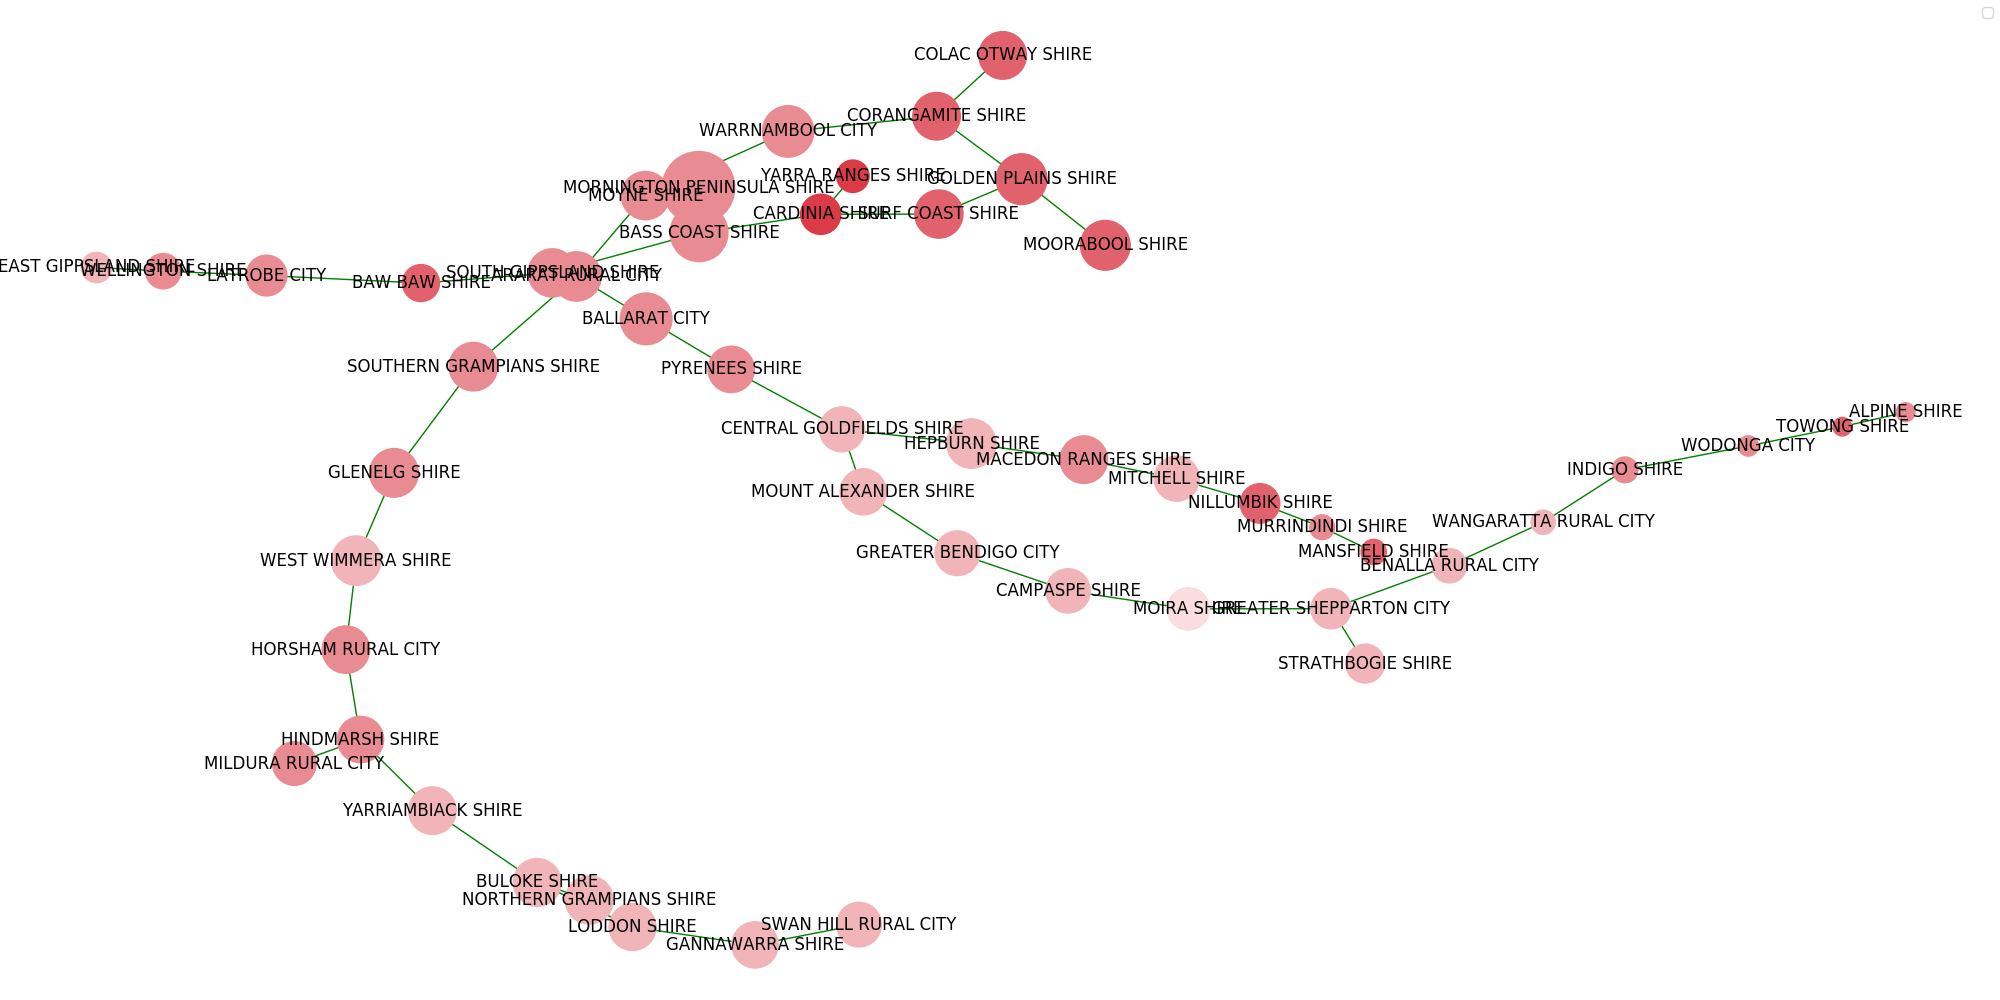 COLAC OTWAY SHIRE
CORANGAMITE SHIRE
WARRNAMBOOL CITY
YARRA RANGES SHIRE
GOLDEN PLAINS SHIRE
MORNINGTON PENINSULA SHIRE
MOYNE SHIRE
CARDINIA SHIRE
SURF COAST SHIRE
BASS COAST SHIRE
MOORABOOL SHIRE
EAST GIPPSLAND SHIRE
WELLINGTON SHIRE
LATROBE CITY
BAW BAW SHIRE
SOUTH GIPPSLAND SHIRE
ARARAT RURAL CITY
BALLARAT CITY
SOUTHERN GRAMPIANS SHIRE
PYRENEES SHIRE
ALPINE SHIRE
TOWONG SHIRE
CENTRAL GOLDFIELDS SHIRE
HEPBURN SHIRE
WODONGA CITY
MACEDON RANGES SHIRE
INDIGO SHIRE
GLENELG SHIRE
MITCHELL SHIRE
MOUNT ALEXANDER SHIRE
NILLUMBIK SHIRE
WANGARATTA RURAL CITY
MURRINDINDI SHIRE
GREATER BENDIGO CITY
MANSFIELD SHIRE
WEST WIMMERA SHIRE
BENALLA RURAL CITY
CAMPASPE SHIRE
MOIRA SHIRE
GREATER SHEPPARTON CITY
HORSHAM RURAL CITY
STRATHBOGIE SHIRE
HINDMARSH SHIRE
MILDURA RURAL CITY
YARRIAMBIACK SHIRE
BULOKE SHIRE
NORTHERN GRAMPIANS SHIRE
LODDON SHIRE
SWAN HILL RURAL CITY
GANNAWARRA SHIRE